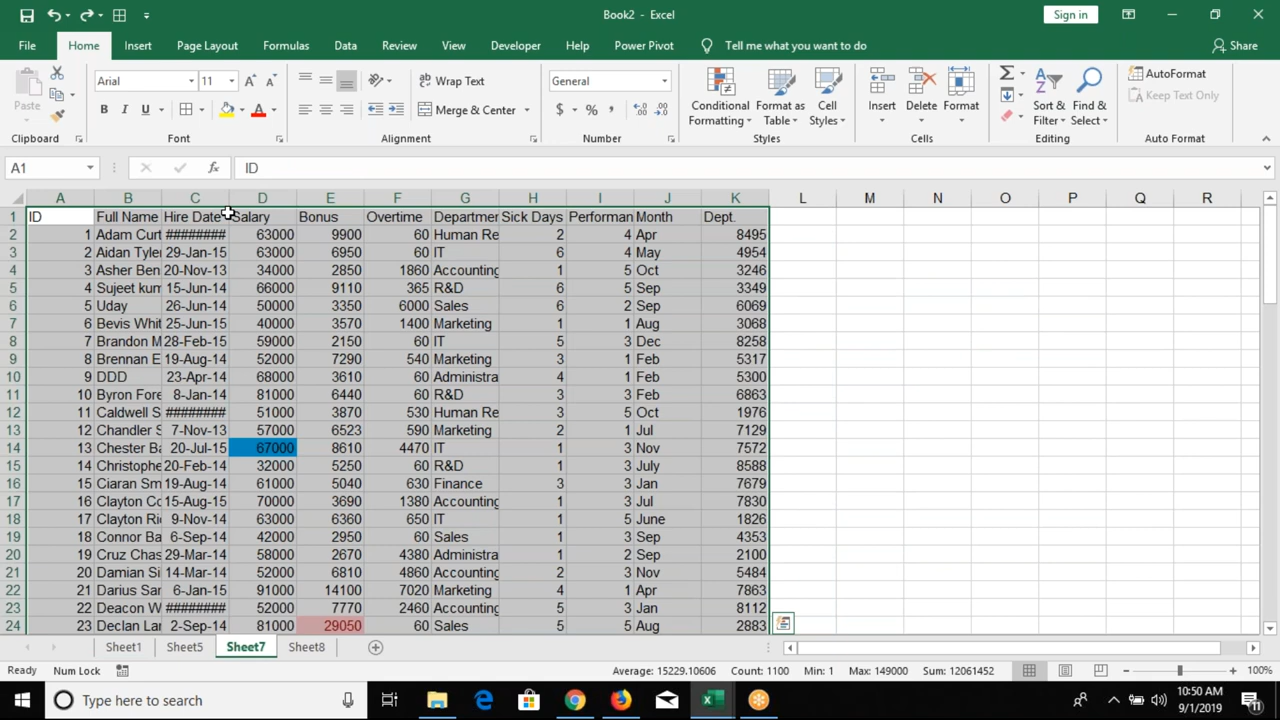 Book2 - Excel
Sign in
File Home Insert Page Layout Formulas Data Review View Developer Help Power Pivot Tell me what you want to do Share
Paste
Arial 11
B I U
Wrap Text
Merge & Center
General
$ % ,
Conditional Formatting
Format as Table
Cell Styles
Insert
Delete
Format
Sort & Filter
Find & Select
AutoFormat
Keep Text Only
Clipboard Font Alignment Number Styles Cells Editing Auto Format
A1 fx ID
A B C D E F G H I J K L M N O P Q R
1 ID Full Name Hire Date Salary Bonus Overtime Departmen Sick Days Performan Month Dept.
2 1 Adam Curt ######## 63000 9900 60 Human Re 2 4 Apr 8495
3 2 Aidan Tyle 29-Jan-15 63000 6950 60 IT 6 4 May 4954
4 3 Asher Ben 20-Nov-13 34000 2850 1860 Accounting 1 5 Oct 3246
5 4 Sujeet kum 15-Jun-14 66000 9110 365 R&D 6 5 Sep 3349
6 5 Uday 26-Jun-14 50000 3350 6000 Sales 6 2 Sep 6069
7 6 Bevis Whit 25-Jun-15 40000 3570 1400 Marketing 1 1 Aug 3068
8 7 Brandon M 28-Feb-15 59000 2150 60 IT 5 3 Dec 8258
9 8 Brennan E 19-Aug-14 52000 7290 540 Marketing 3 1 Feb 5317
10 9 DDD 23-Apr-14 68000 3610 60 Administra 4 1 Feb 5300
11 10 Byron Fore 8-Jan-14 81000 6440 60 R&D 3 3 Feb 6863
12 11 Caldwell S ######## 51000 3870 530 Human Re 3 5 Oct 1976
13 12 Chandler S 7-Nov-13 57000 6523 590 Marketing 2 1 Jul 7129
14 13 Chester Ba 20-Jul-15 67000 8610 4470 IT 1 3 Nov 7572
15 14 Christophe 20-Feb-14 32000 5250 60 R&D 1 3 July 8588
16 15 Ciaran Sm 19-Aug-14 61000 5040 630 Finance 3 3 Jan 7679
17 16 Clayton Co 15-Aug-15 70000 3690 1380 Accounting 1 3 Jul 7830
18 17 Clayton Ric 9-Nov-14 63000 6360 650 IT 1 5 June 1826
19 18 Connor Ba 6-Sep-14 42000 2950 60 Sales 1 3 Sep 4353
20 19 Cruz Chas 29-Mar-14 58000 2670 4380 Administra 1 2 Sep 2100
21 20 Damian Si 14-Mar-14 52000 6810 4860 Accounting 2 3 Nov 5484
22 21 Darius San 6-Jan-15 91000 14100 7020 Marketing 4 1 Apr 7863
23 22 Deacon W ######## 52000 7770 2460 Accounting 5 3 Jan 8112
24 23 Declan Lar 2-Sep-14 81000 29050 60 Sales 5 5 Aug 2883
Sheet1 Sheet5 Sheet7 Sheet8
Ready Num Lock Average: 15229.10606 Count: 1100 Min: 1 Max: 149000 Sum: 12061452 100%
Type here to search
10:50 AM
9/1/2019
11